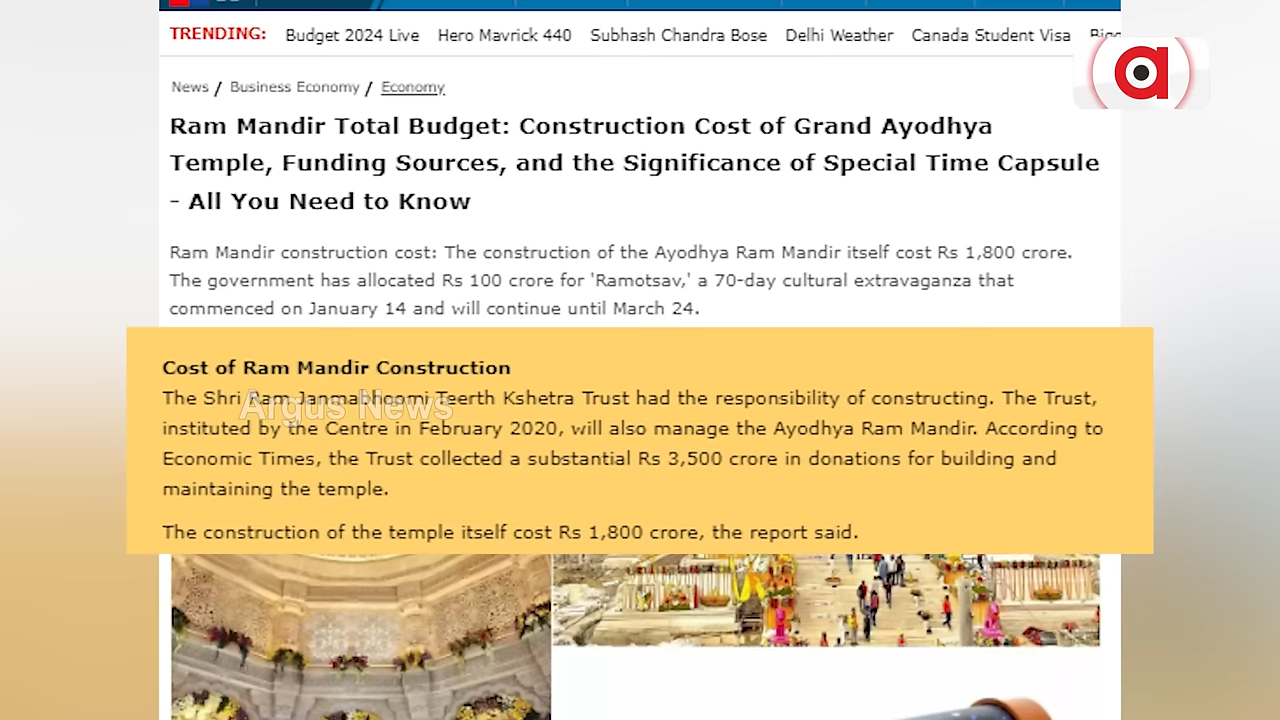 TRENDING: Budget 2024 Live Hero Mavrick 440 Subhash Chandra Bose Delhi Weather Canada Student Visa
a
News / Business Economy / Economy
Ram Mandir Total Budget: Construction Cost of Grand Ayodhya
Temple, Funding Sources, and the Significance of Special Time Capsule
- All You Need to Know
Ram Mandir construction cost: The construction of the Ayodhya Ram Mandir itself cost Rs 1,800 crore.
The government has allocated Rs 100 crore for 'Ramotsav,' a 70-day cultural extravaganza that
commenced on January 14 and will continue until March 24.
Cost of Ram Mandir Construction
The Shri Ram Janmabhoomi Teerth Kshetra Trust had the responsibility of constructing. The Trust,
Argus News
instituted by the Centre in February 2020, will also manage the Ayodhya Ram Mandir. According to
Economic Times, the Trust collected a substantial Rs 3,500 crore in donations for building and
maintaining the temple.
The construction of the temple itself cost Rs 1,800 crore, the report said.